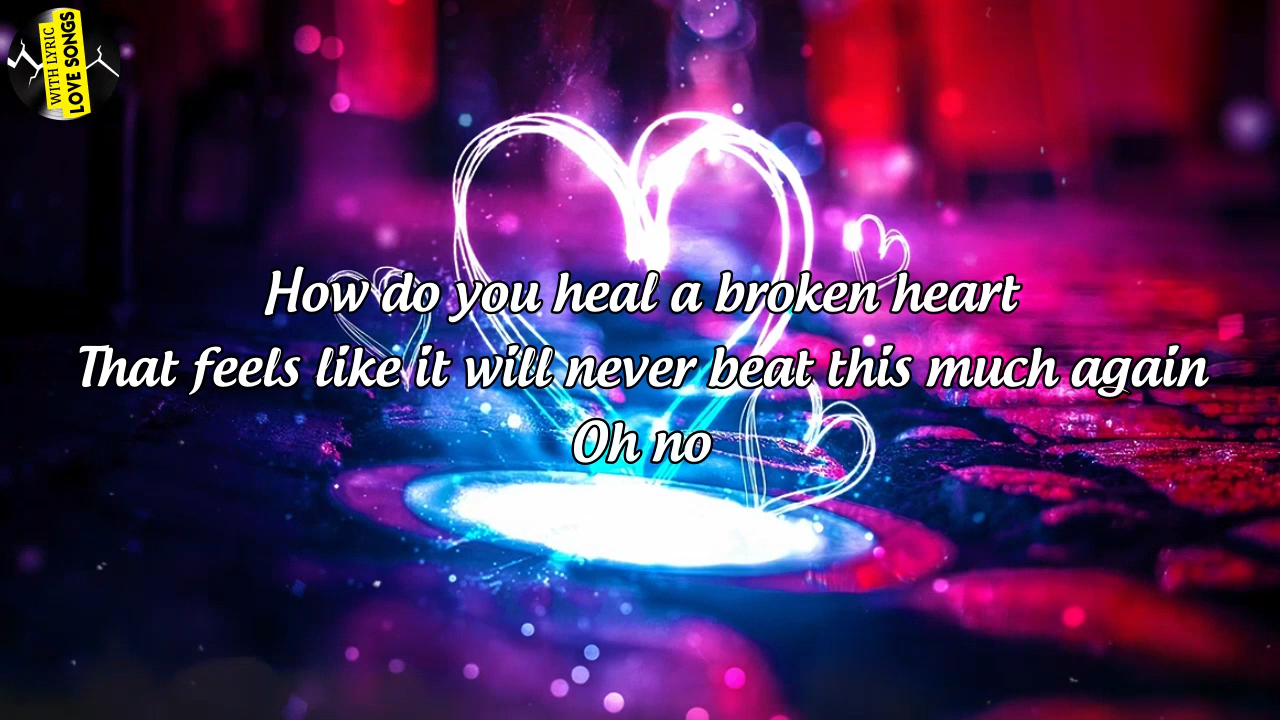 WITH LYRIC
LOVE SONGS
How do you heal a broken heart
That feels like it will never beat this much again
Oh no